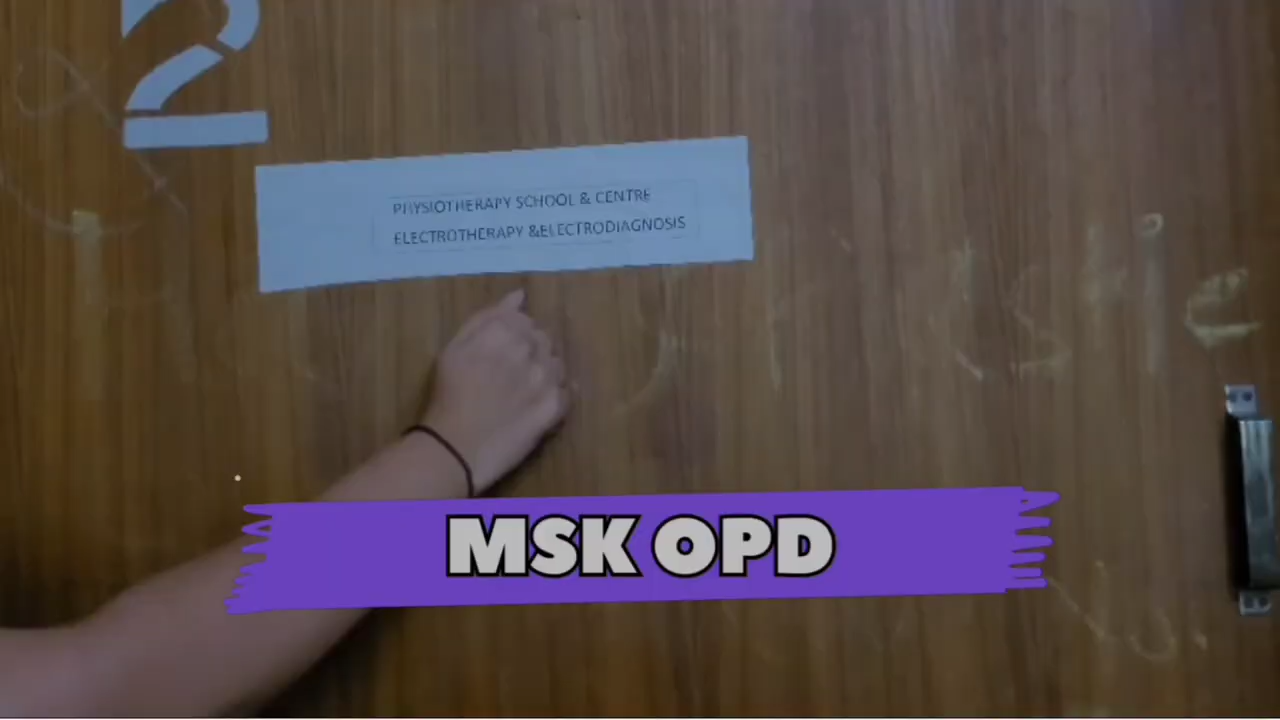 2
PHYSIOTHERAPY SCHOOL & CENTRE
ELECTROTHERAPY &ELECTRODIAGNOSIS
MSK OPD